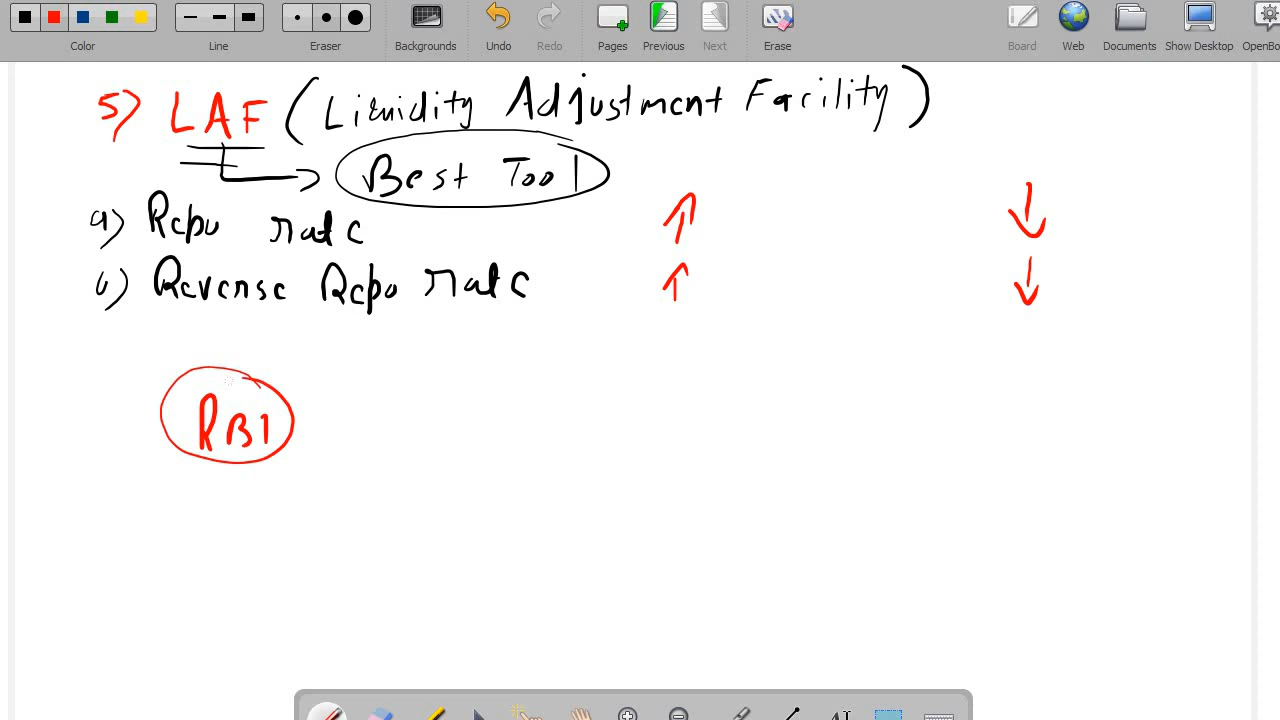 Color Line Eraser Backgrounds Undo Redo Pages Previous Next Erase Board Web Documents Show Desktop OpenBo
5) LAF (Liquidity Adjustment Facility)
Best Tool
a) Repo rate ↑ ↓
b) Reverse Repo rate ↑ ↓
RBI